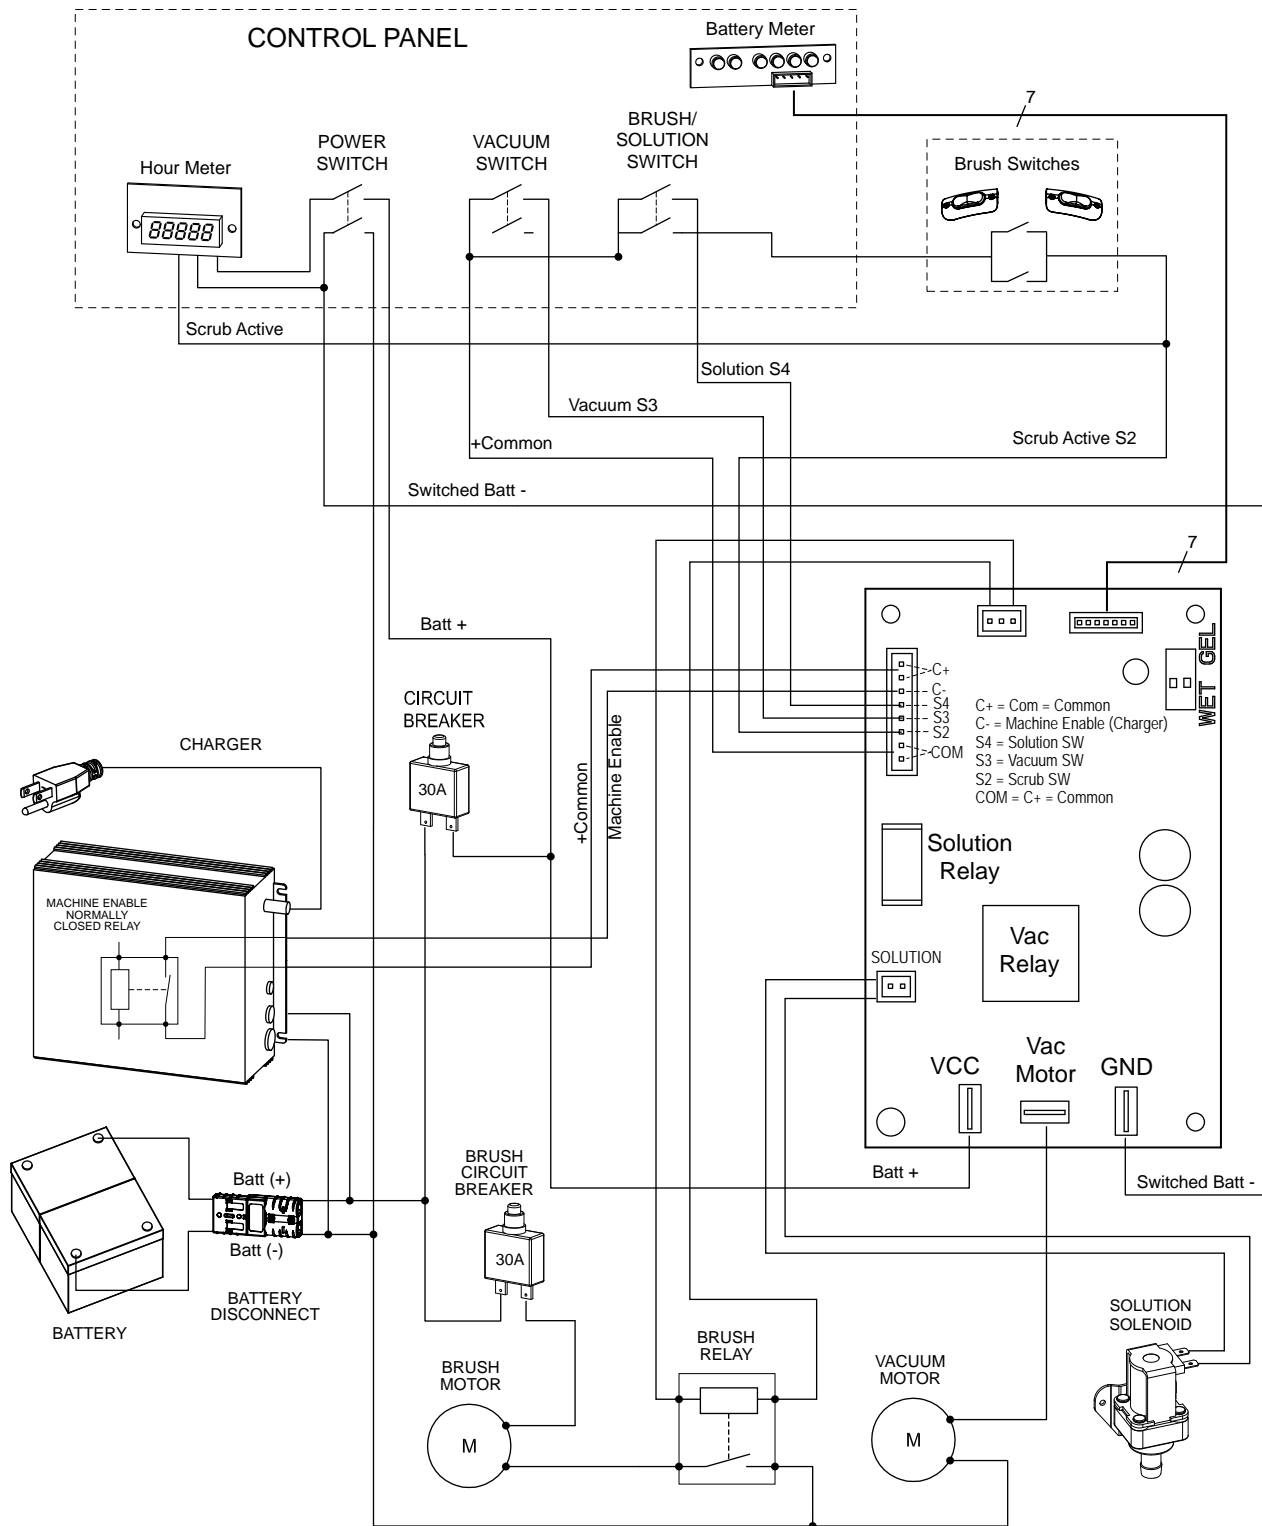 CONTROL PANEL
Battery Meter
7
BRUSH/
SOLUTION
SWITCH
POWER
SWITCH
VACUUM
SWITCH
Hour Meter
Brush Switches
88888
Scrub Active
Solution S4
Vacuum S3
+Common
Scrub Active S2
Switched Batt -
7
Batt +
C+
C-
S4
S3
S2
COM
C+ = Com = Common
C- = Machine Enable (Charger)
S4 = Solution SW
S3 = Vacuum SW
S2 = Scrub SW
COM = C+ = Common
WET GEL
CIRCUIT
BREAKER
30A
CHARGER
+Common
Machine Enable
Solution
Relay
MACHINE ENABLE
NORMALLY
CLOSED RELAY
Vac
Relay
SOLUTION
VCC
Vac
Motor
GND
BRUSH
CIRCUIT
BREAKER
30A
Batt +
Switched Batt -
Batt (+)
Batt (-)
BATTERY
DISCONNECT
BATTERY
SOLUTION
SOLENOID
BRUSH
RELAY
BRUSH
MOTOR
VACUUM
MOTOR
M
M